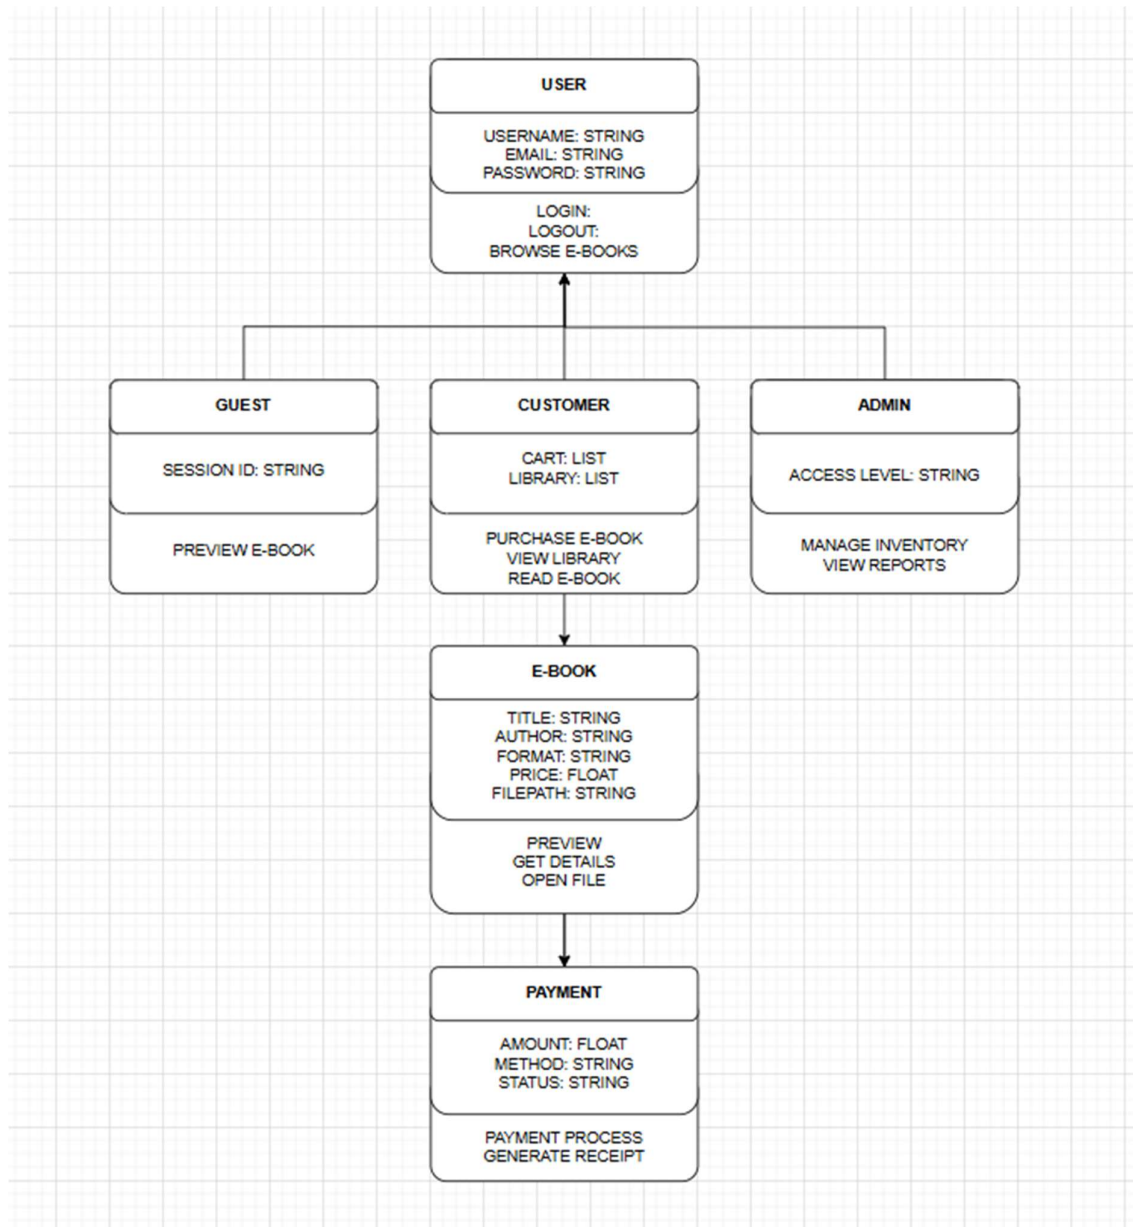 USER
USERNAME: STRING
EMAIL: STRING
PASSWORD: STRING
LOGIN:
LOGOUT:
BROWSE E-BOOKS
GUEST
SESSION ID: STRING
PREVIEW E-BOOK
CUSTOMER
CART: LIST
LIBRARY: LIST
PURCHASE E-BOOK
VIEW LIBRARY
READ E-BOOK
ADMIN
ACCESS LEVEL: STRING
MANAGE INVENTORY
VIEW REPORTS
E-BOOK
TITLE: STRING
AUTHOR: STRING
FORMAT: STRING
PRICE: FLOAT
FILEPATH: STRING
PREVIEW
GET DETAILS
OPEN FILE
PAYMENT
AMOUNT: FLOAT
METHOD: STRING
STATUS: STRING
PAYMENT PROCESS
GENERATE RECEIPT